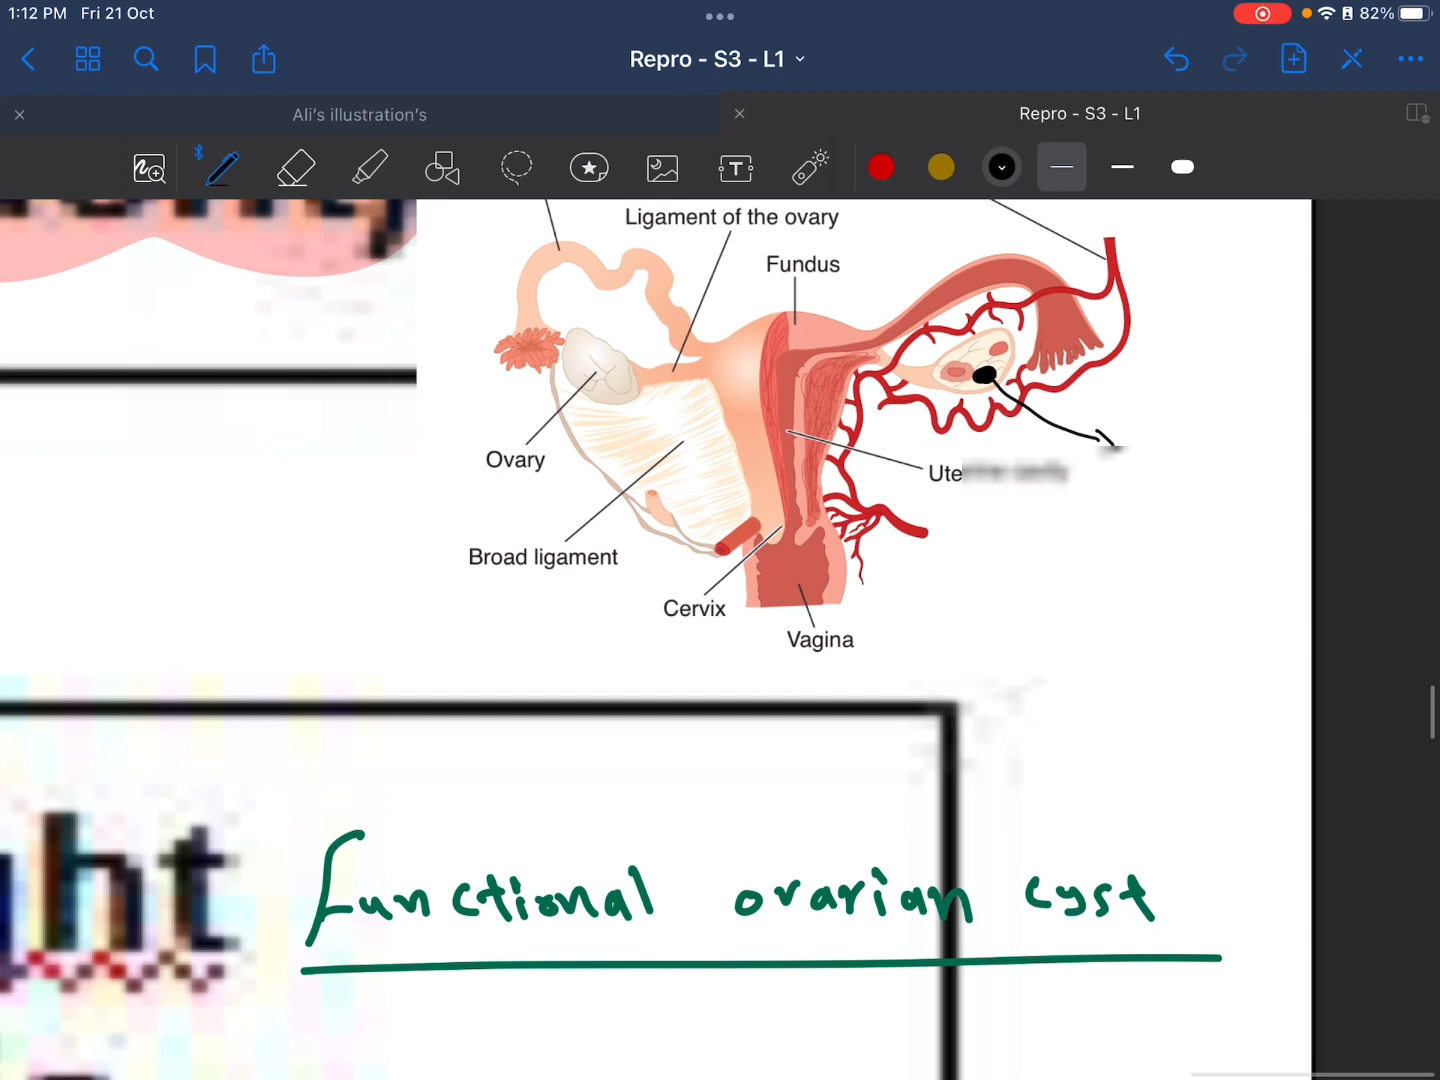 1:12 PM Fri 21 Oct
82%
Repro - S3 - L1
Ali's illustration's
Repro - S3 - L1
Ligament of the ovary
Fundus
Ovary
Ute
Broad ligament
Cervix
Vagina
ht
Functional ovarian cyst